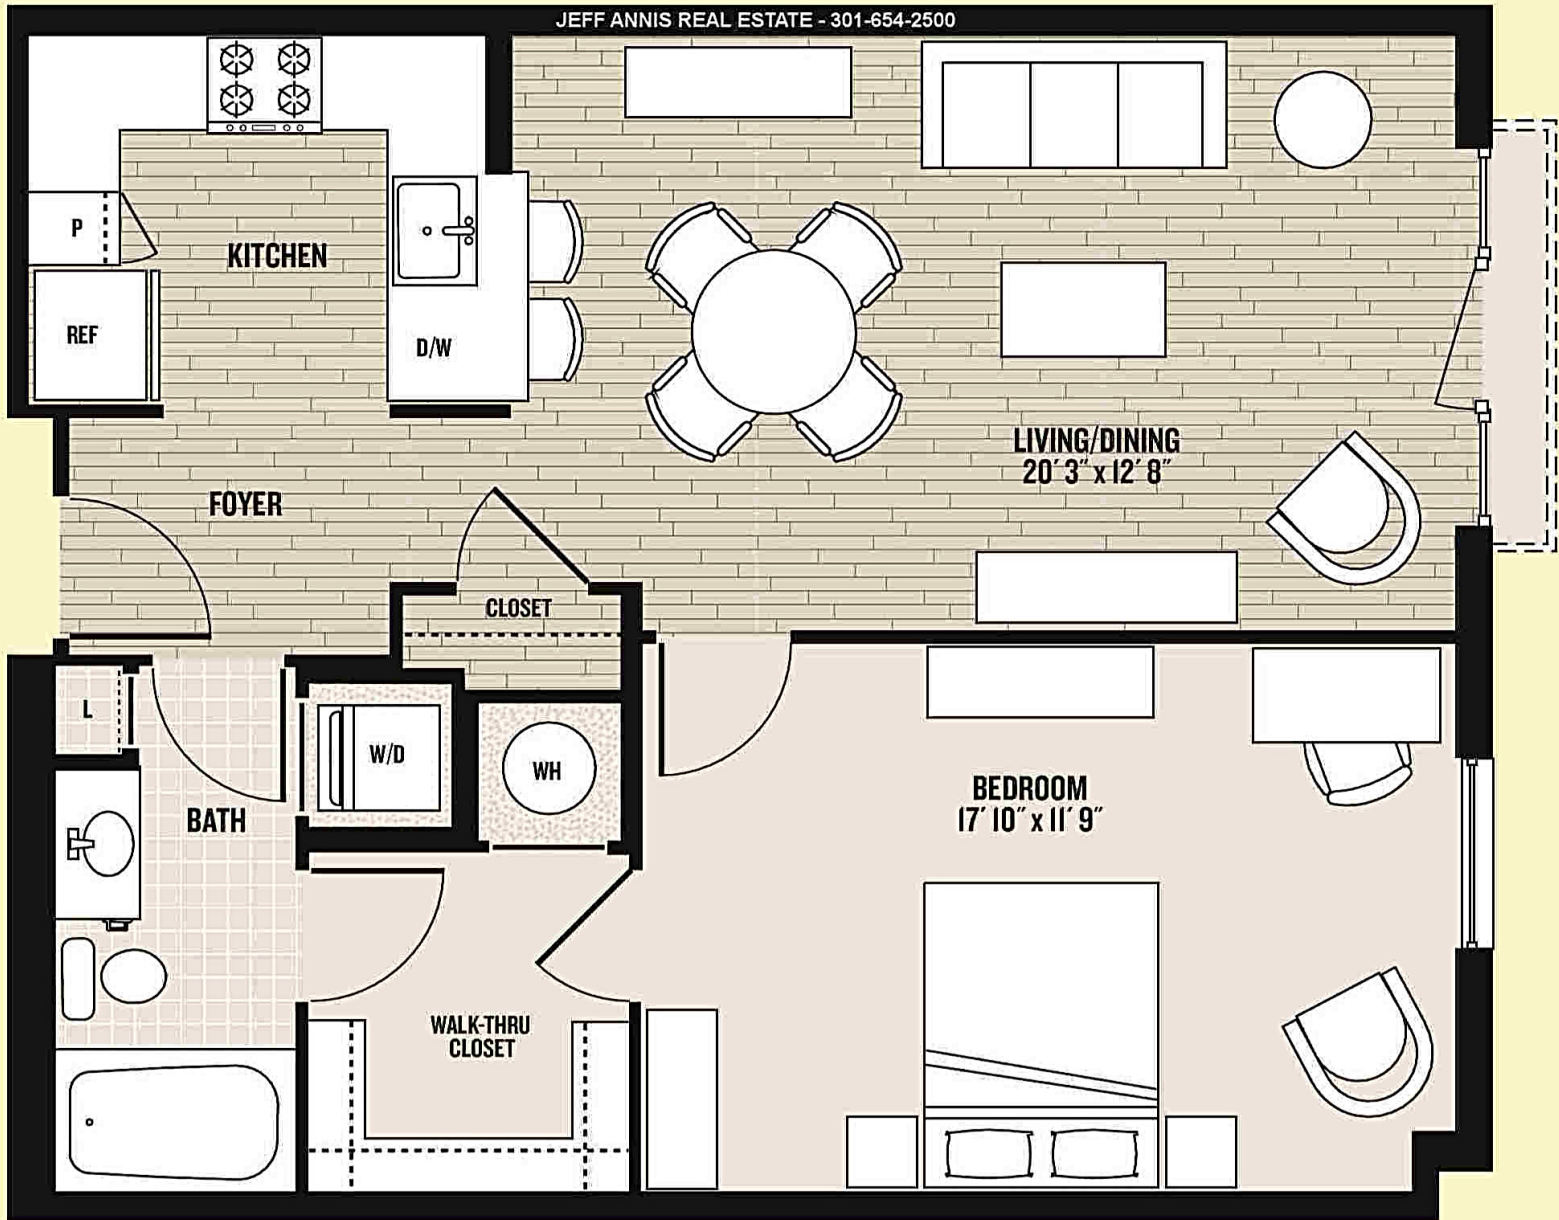 JEFF ANNIS REAL ESTATE - 301-654-2500
P
KITCHEN
REF
D/W
LIVING/DINING
20' 3" x 12' 8"
FOYER
CLOSET
L
W/D
WH
BATH
BEDROOM
17' 10" x 11' 9"
WALK-THRU
CLOSET